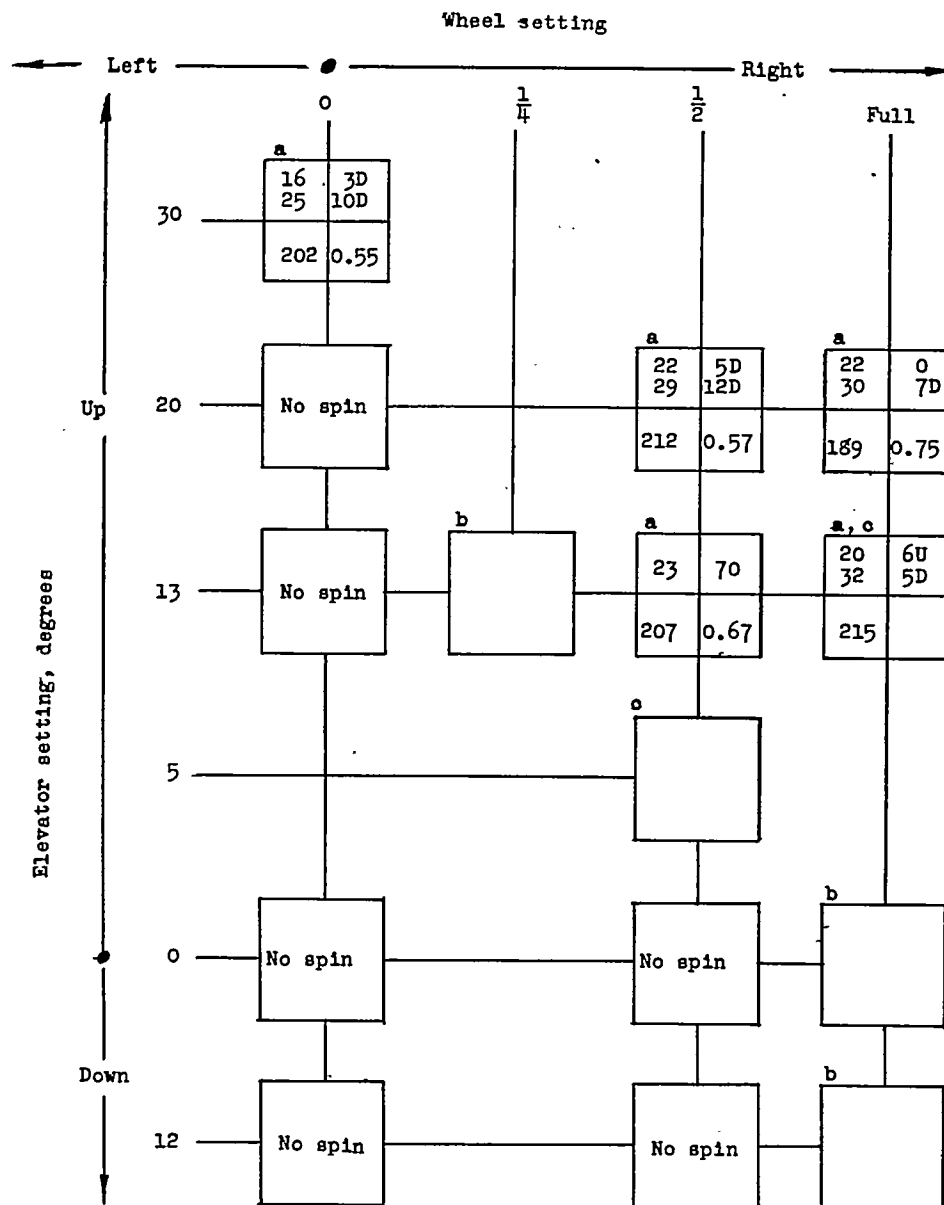 Wheel setting
Left Right
0 1/4 1/2 Full
a
16 3D
25 10D
30
202 0.55
a a
22 5D 22 0
29 12D 30 7D
Up 20 No spin
212 0.57 189 0.75
b a a,c
20 6U
23 70 32 5D
13 No spin
207 0.67 215
c
5
Elevator setting, degrees
b
0 No spin No spin
Down
b
12 No spin No spin